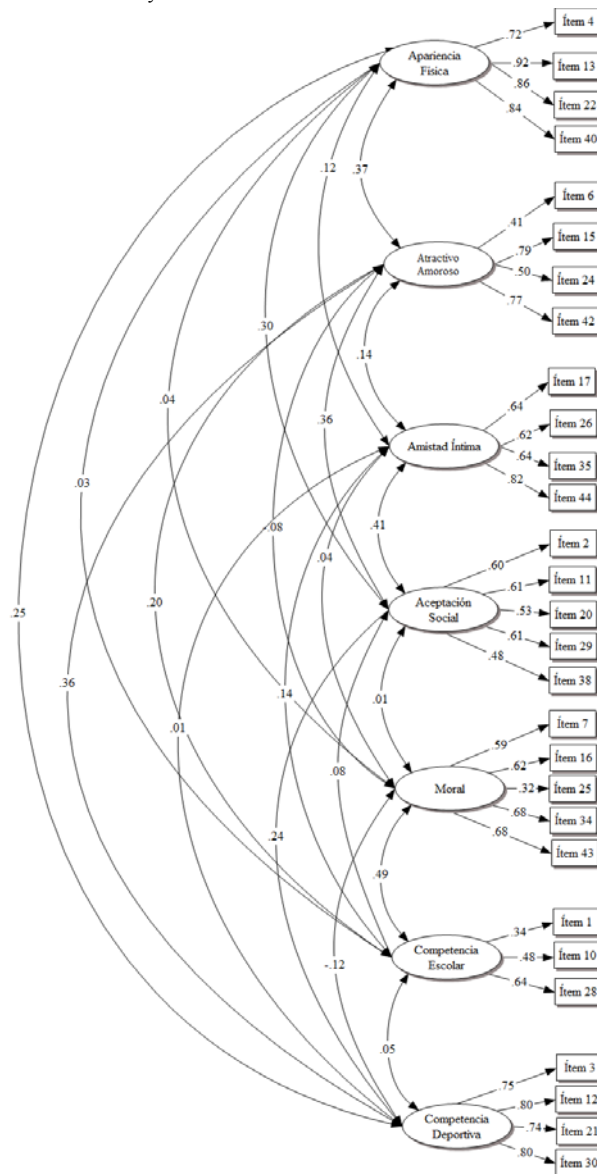 Ítem 4
.72
Apariencia
Física
.92
Ítem 13
.86
Ítem 22
.84
Ítem 40
.12
.37
Ítem 6
.41
Atractivo
Amoroso
.79
Ítem 15
.50
Ítem 24
.77
Ítem 42
.30
.14
.04
Ítem 17
.64
.36
Amistad Íntima
.62
Ítem 26
.64
Ítem 35
.82
Ítem 44
.03
-.08
.41
.04
Ítem 2
.60
.25
.20
Aceptación
Social
.61
Ítem 11
.53
Ítem 20
.61
Ítem 29
.48
Ítem 38
.36
.14
.01
.01
Ítem 7
.59
.08
Moral
.62
Ítem 16
.32
Ítem 25
.68
Ítem 34
.68
Ítem 43
.24
.49
-.12
Ítem 1
.34
Competencia
Escolar
.48
Ítem 10
.64
Ítem 28
.05
Ítem 3
.75
Competencia
Deportiva
.80
Ítem 12
.74
Ítem 21
.80
Ítem 30